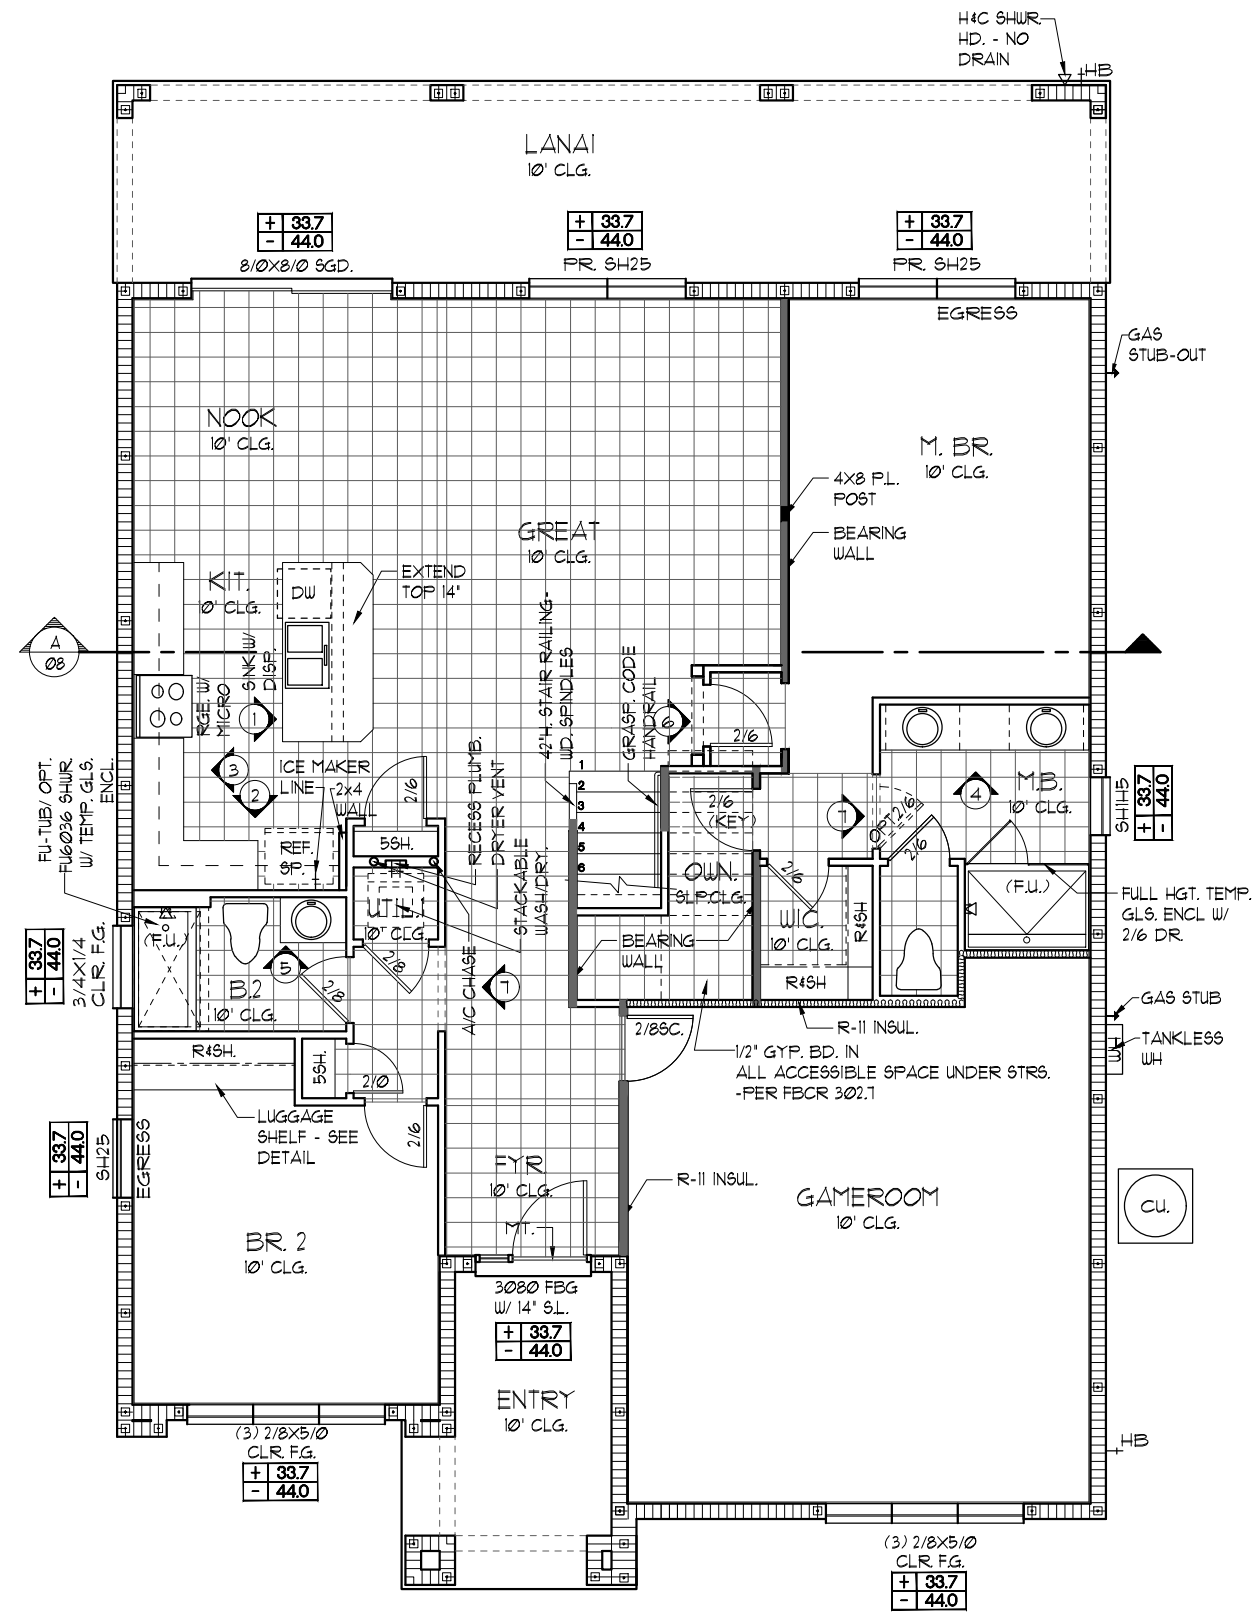 H&C SHWR.
HD. - NO
DRAIN
HB
LANAI
10' CLG.
+ 33.7
- 44.0
8/0X8/0 SGD.
+ 33.7
- 44.0
PR. SH25
+ 33.7
- 44.0
PR. SH25
EGRESS
GAS
STUB-OUT
NOOK
10' CLG.
M. BR.
10' CLG.
4X8 P.L.
POST
BEARING
WALL
GREAT
10' CLG.
KIT.
10' CLG.
DW
EXTEND
TOP 14"
SINK W/
DISP.
RGE. W/
MICRO
A
08
1
3
2
ICE MAKER
LINE
2x4
WALL
2/6
REF.
SP.
5SH.
UTIL.
10' CLG.
RECESS PLUMB.
DRYER VENT
STACKABLE
WASH/DRY.
A/C CHASE
42"H. STAIR RAILING-
WD. SPINDLES
GRASP. CODE
HANDRAIL
6
2/6
1
2
3
4
5
6
2/6
(KEY)
OWN.
SLP.CLG.
BEARING
WALL
7
OPT 2/6
2/6
4
M.B.
10' CLG.
+ 33.7
- 44.0
SH1H5
(F.U.)
FULL HGT. TEMP.
GLS. ENCL W/
2/6 DR.
2/6
W.I.C.
10' CLG.
R&SH
R&SH
FU-TUB/ OPT.
FU6036 SHWR
W/ TEMP. GLS.
ENCL.
+ 33.7
- 44.0
3/4X1/4
CLR. F.G.
(F.U.)
5
B.2
10' CLG.
2/8
2/8
7
R&SH.
5SH.
2/0
2/6
LUGGAGE
SHELF - SEE
DETAIL
+ 33.7
- 44.0
SH25
EGRESS
R-11 INSUL.
2/8SC.
1/2" GYP. BD. IN
ALL ACCESSIBLE SPACE UNDER STRS.
-PER FBCR 302.7
GAS STUB
WH
TANKLESS
WH
FYR.
10' CLG.
MT.
R-11 INSUL.
GAMEROOM
10' CLG.
CU.
BR. 2
10' CLG.
3080 FBG
W/ 14" S.L.
+ 33.7
- 44.0
ENTRY
10' CLG.
(3) 2/8X5/0
CLR. F.G.
+ 33.7
- 44.0
HB
(3) 2/8X5/0
CLR. F.G.
+ 33.7
- 44.0